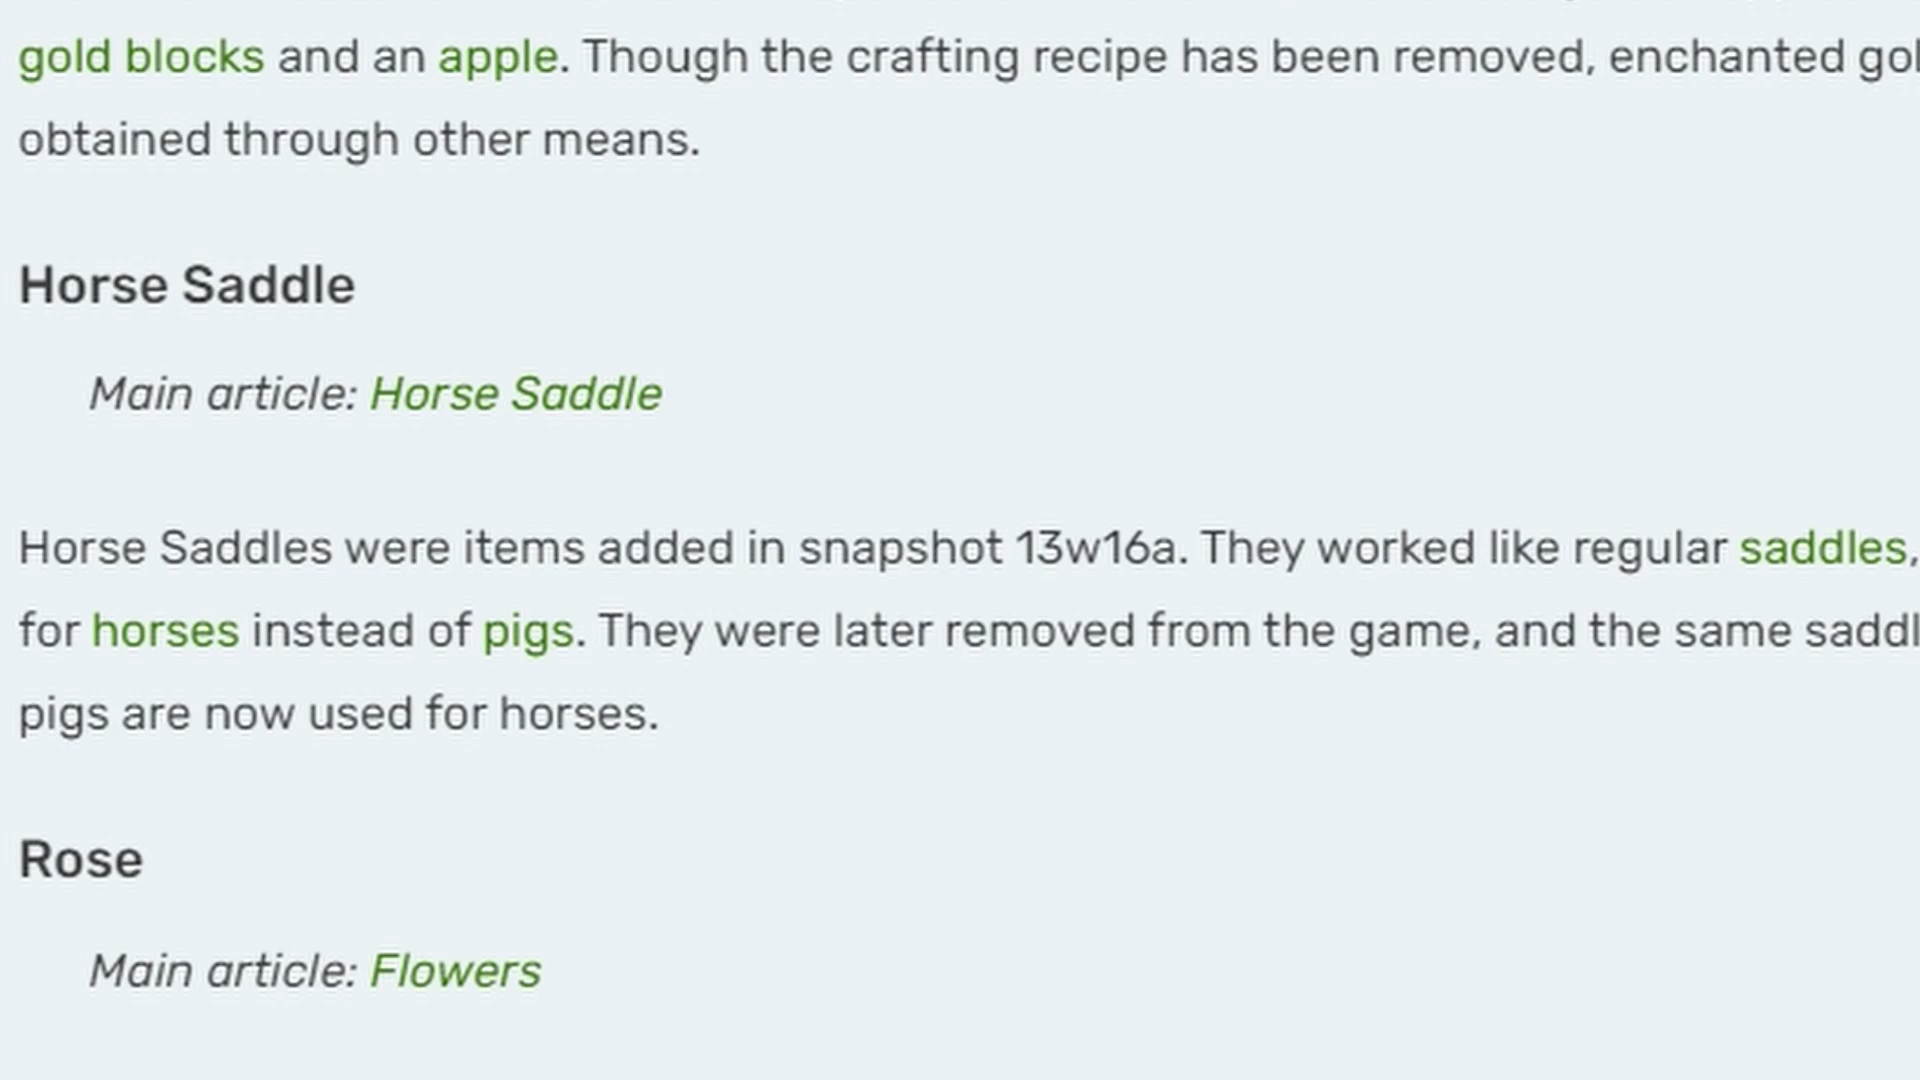 gold blocks and an apple. Though the crafting recipe has been removed, enchanted gol
obtained through other means.
Horse Saddle
Main article: Horse Saddle
Horse Saddles were items added in snapshot 13w16a. They worked like regular saddles,
for horses instead of pigs. They were later removed from the game, and the same saddl
pigs are now used for horses.
Rose
Main article: Flowers